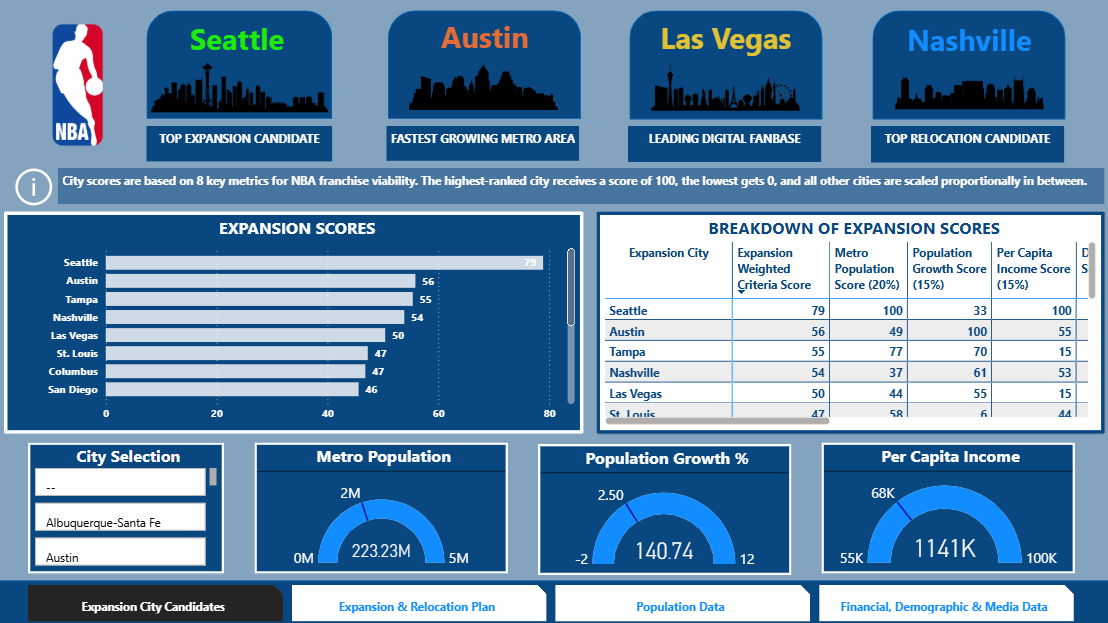 Seattle
Austin
Las Vegas
Nashville
NBA
TOP EXPANSION CANDIDATE
FASTEST GROWING METRO AREA
LEADING DIGITAL FANBASE
TOP RELOCATION CANDIDATE
i
City scores are based on 8 key metrics for NBA franchise viability. The highest-ranked city receives a score of 100, the lowest gets 0, and all other cities are scaled proportionally in between.
EXPANSION SCORES
Seattle 79
Austin 56
Tampa 55
Nashville 54
Las Vegas 50
St. Louis 47
Columbus 47
San Diego 46
0 20 40 60 80
BREAKDOWN OF EXPANSION SCORES
Expansion City Expansion Metro Population Per Capita D
Weighted Population Growth Score Income Score S
Criteria Score Score (20%) (15%) (15%)
Seattle 79 100 33 100
Austin 56 49 100 55
Tampa 55 77 70 15
Nashville 54 37 61 53
Las Vegas 50 44 55 15
St. Louis 47 58 6 44
City Selection
--
Albuquerque-Santa Fe
Austin
Metro Population
2M
0M 223.23M 5M
Population Growth %
2.50
-2 140.74 12
Per Capita Income
68K
55K 1141K 100K
Expansion City Candidates
Expansion & Relocation Plan
Population Data
Financial, Demographic & Media Data